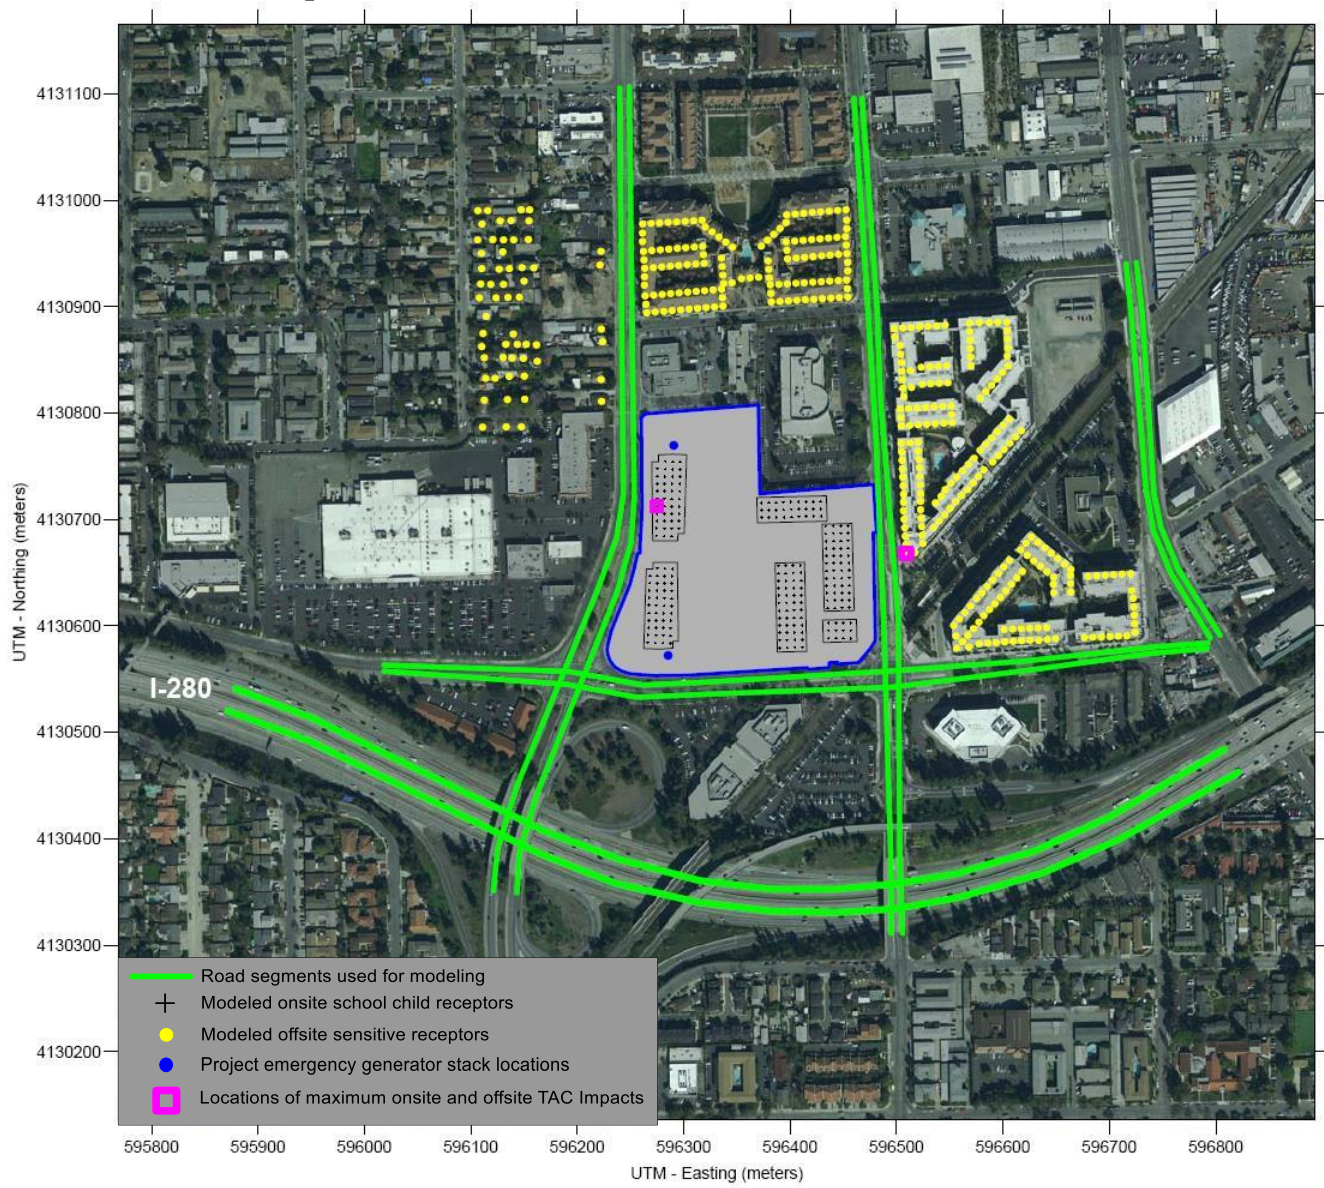 4131100
4131000
4130900
4130800
4130700
4130600
4130500
4130400
4130300
4130200
UTM - Northing (meters)
I-280
Road segments used for modeling
Modeled onsite school child receptors
Modeled offsite sensitive receptors
Project emergency generator stack locations
Locations of maximum onsite and offsite TAC Impacts
595800 595900 596000 596100 596200 596300 596400 596500 596600 596700 596800
UTM - Easting (meters)